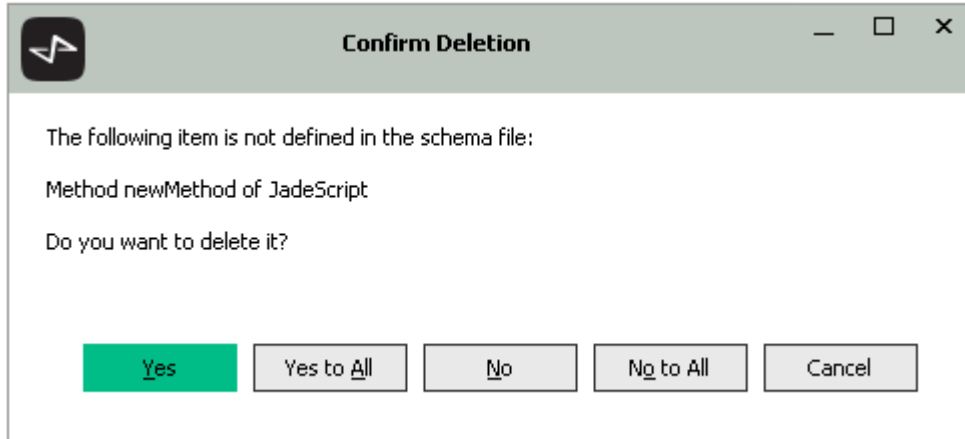 Confirm Deletion
The following item is not defined in the schema file:
Method newMethod of JadeScript
Do you want to delete it?
Yes Yes to All No No to All Cancel